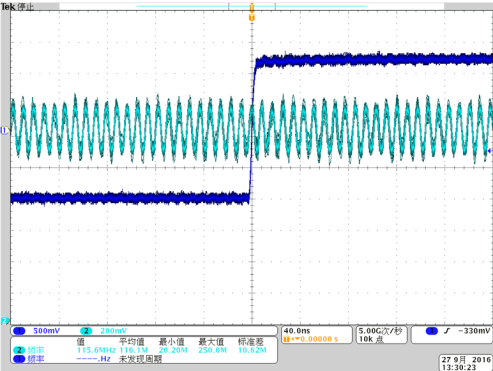 Tek 停止
1 500mV 2 200mV
40.0ns
0.00000 s
5.00G次/秒
10k 点
1 -330mV
值 平均值 最小值 最大值 标准差
2 频率 115.6MHz 116.1M 20.20M 250.0M 10.62M
1 频率 ----.Hz 未发现周期
27 9月 2016
13:30:23